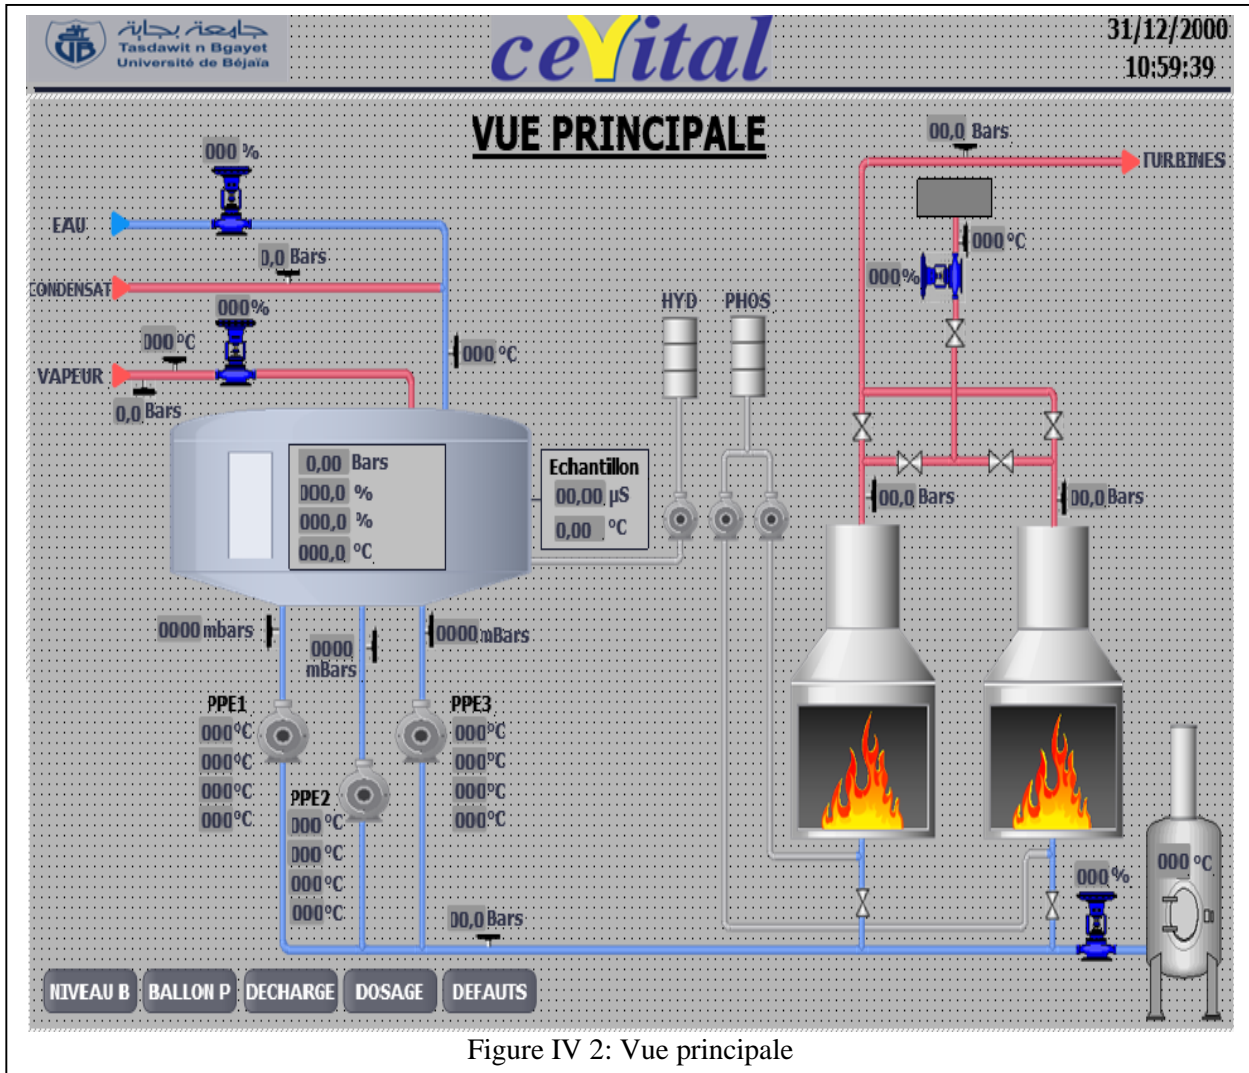 جامعة بجاية
Tasdawit n Bgayet
Université de Béjaïa
cevital
31/12/2000
10:59:39
VUE PRINCIPALE
000 %
00,0 Bars
TURBINES
EAU
000 °C
0,0 Bars
000%
CONDENSAT
000%
HYD
PHOS
000°C
000 °C
VAPEUR
0,0 Bars
0,00 Bars
000,0 %
000,0 %
000,0 °C
Echantillon
00,00 µS
0,00 °C
00,0 Bars
00,0 Bars
0000 mbars
0000
mBars
0000 mBars
PPE1
000°C
000°C
000°C
000°C
PPE2
000°C
000°C
000°C
000°C
PPE3
000°C
000°C
000°C
000°C
000 °C
000%
00,0 Bars
NIVEAU B
BALLON P
DECHARGE
DOSAGE
DEFAUTS
Figure IV 2: Vue principale